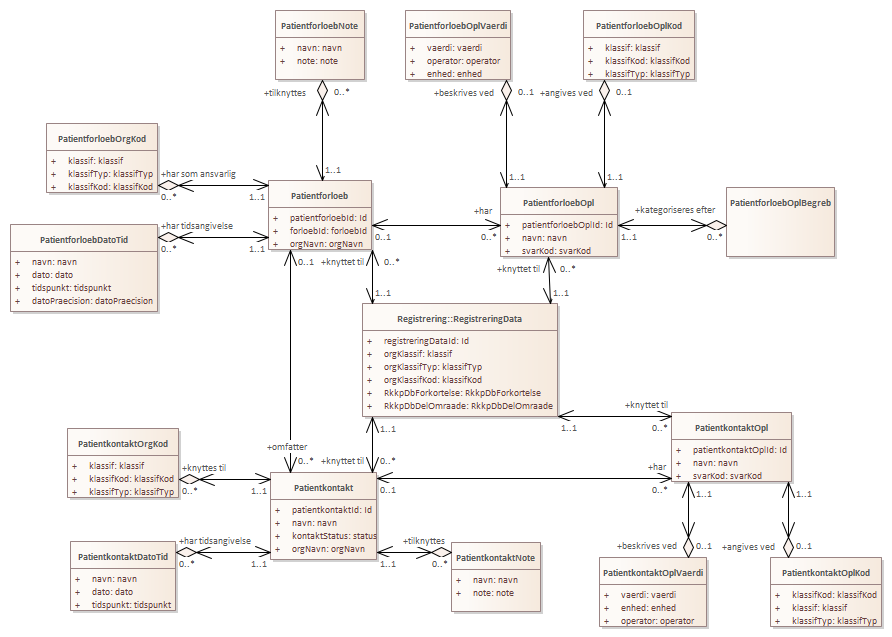 PatientforloebNote
+ navn: navn
+ note: note
PatientforloebOplVaerdi
+ vaerdi: vaerdi
+ operator: operator
+ enhed: enhed
PatientforloebOplKod
+ klassif: klassif
+ klassifKod: klassifKod
+ klassifTyp: klassifTyp
+tilknyttes
0..*
+beskrives ved
0..1
+angives ved
0..1
1..1
1..1
1..1
PatientforloebOrgKod
+ klassif: klassif
+ klassifTyp: klassifTyp
+ klassifKod: klassifKod
+har som ansvarlig
0..*
1..1
Patientforloeb
+ patientforloebId: Id
+ forloebId: forloebId
+ orgNavn: orgNavn
+har
0..1
0..*
PatientforloebOpl
+ patientforloebOplId: Id
+ navn: navn
+ svarKod: svarKod
+kategoriseres efter
1..1
0..*
PatientforloebOplBegreb
PatientforloebDatoTid
+ navn: navn
+ dato: dato
+ tidspunkt: tidspunkt
+ datoPraecision: datoPraecision
+har tidsangivelse
0..*
1..1
0..1
+knyttet til
0..*
1..1
+knyttet til
0..*
1..1
Registrering::RegistreringData
+ registreringDataId: Id
+ orgKlassif: klassif
+ orgKlassifTyp: klassifTyp
+ orgKlassifKod: klassifKod
+ RkkpDbForkortelse: RkkpDbForkortelse
+ RkkpDbDelOmraade: RkkpDbDelOmraade
+knyttet til
1..1
0..*
PatientkontaktOpl
+ patientkontaktOplId: Id
+ navn: navn
+ svarKod: svarKod
1..1
+omfatter
0..*
+knyttet til
0..*
+har
0..1
0..*
PatientkontaktOrgKod
+ klassif: klassif
+ klassifKod: klassifKod
+ klassifTyp: klassifTyp
+knyttes til
0..*
1..1
Patientkontakt
+ patientkontaktId: Id
+ navn: navn
+ kontaktStatus: status
+ orgNavn: orgNavn
1..1
1..1
PatientkontaktDatoTid
+ navn: navn
+ dato: dato
+ tidspunkt: tidspunkt
+har tidsangivelse
0..*
1..1
+tilknyttes
1..1
0..*
PatientkontaktNote
+ navn: navn
+ note: note
+beskrives ved
0..1
+angives ved
0..1
PatientkontaktOplVaerdi
+ vaerdi: vaerdi
+ enhed: enhed
+ operator: operator
PatientkontaktOplKod
+ klassifKod: klassifKod
+ klassif: klassif
+ klassifTyp: klassifTyp